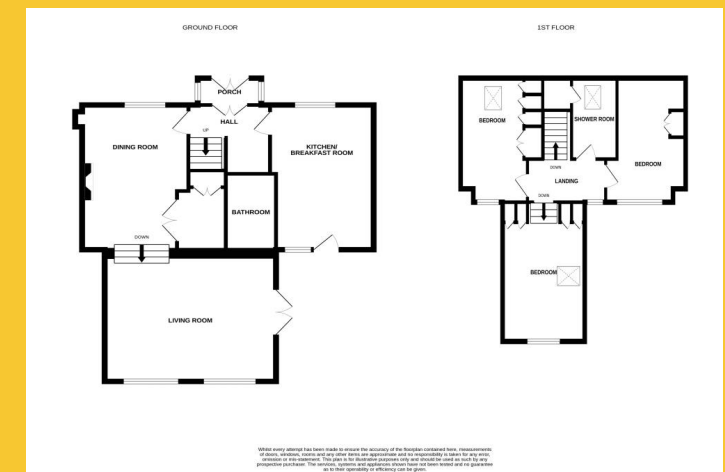 GROUND FLOOR
1ST FLOOR
PORCH
HALL
UP
DINING ROOM
KITCHEN/
BREAKFAST ROOM
BATHROOM
DOWN
LIVING ROOM
BEDROOM
SHOWER ROOM
BEDROOM
DOWN
LANDING
DOWN
BEDROOM
Whilst every attempt has been made to ensure the accuracy of the floorplan contained here, measurements
of doors, windows, rooms and any other items are approximate and no responsibility is taken for any error,
omission or mis-statement. This plan is for illustrative purposes only and should be used as such by any
prospective purchaser. The services, systems and appliances shown have not been tested and no guarantee
as to their operability or efficiency can be given.